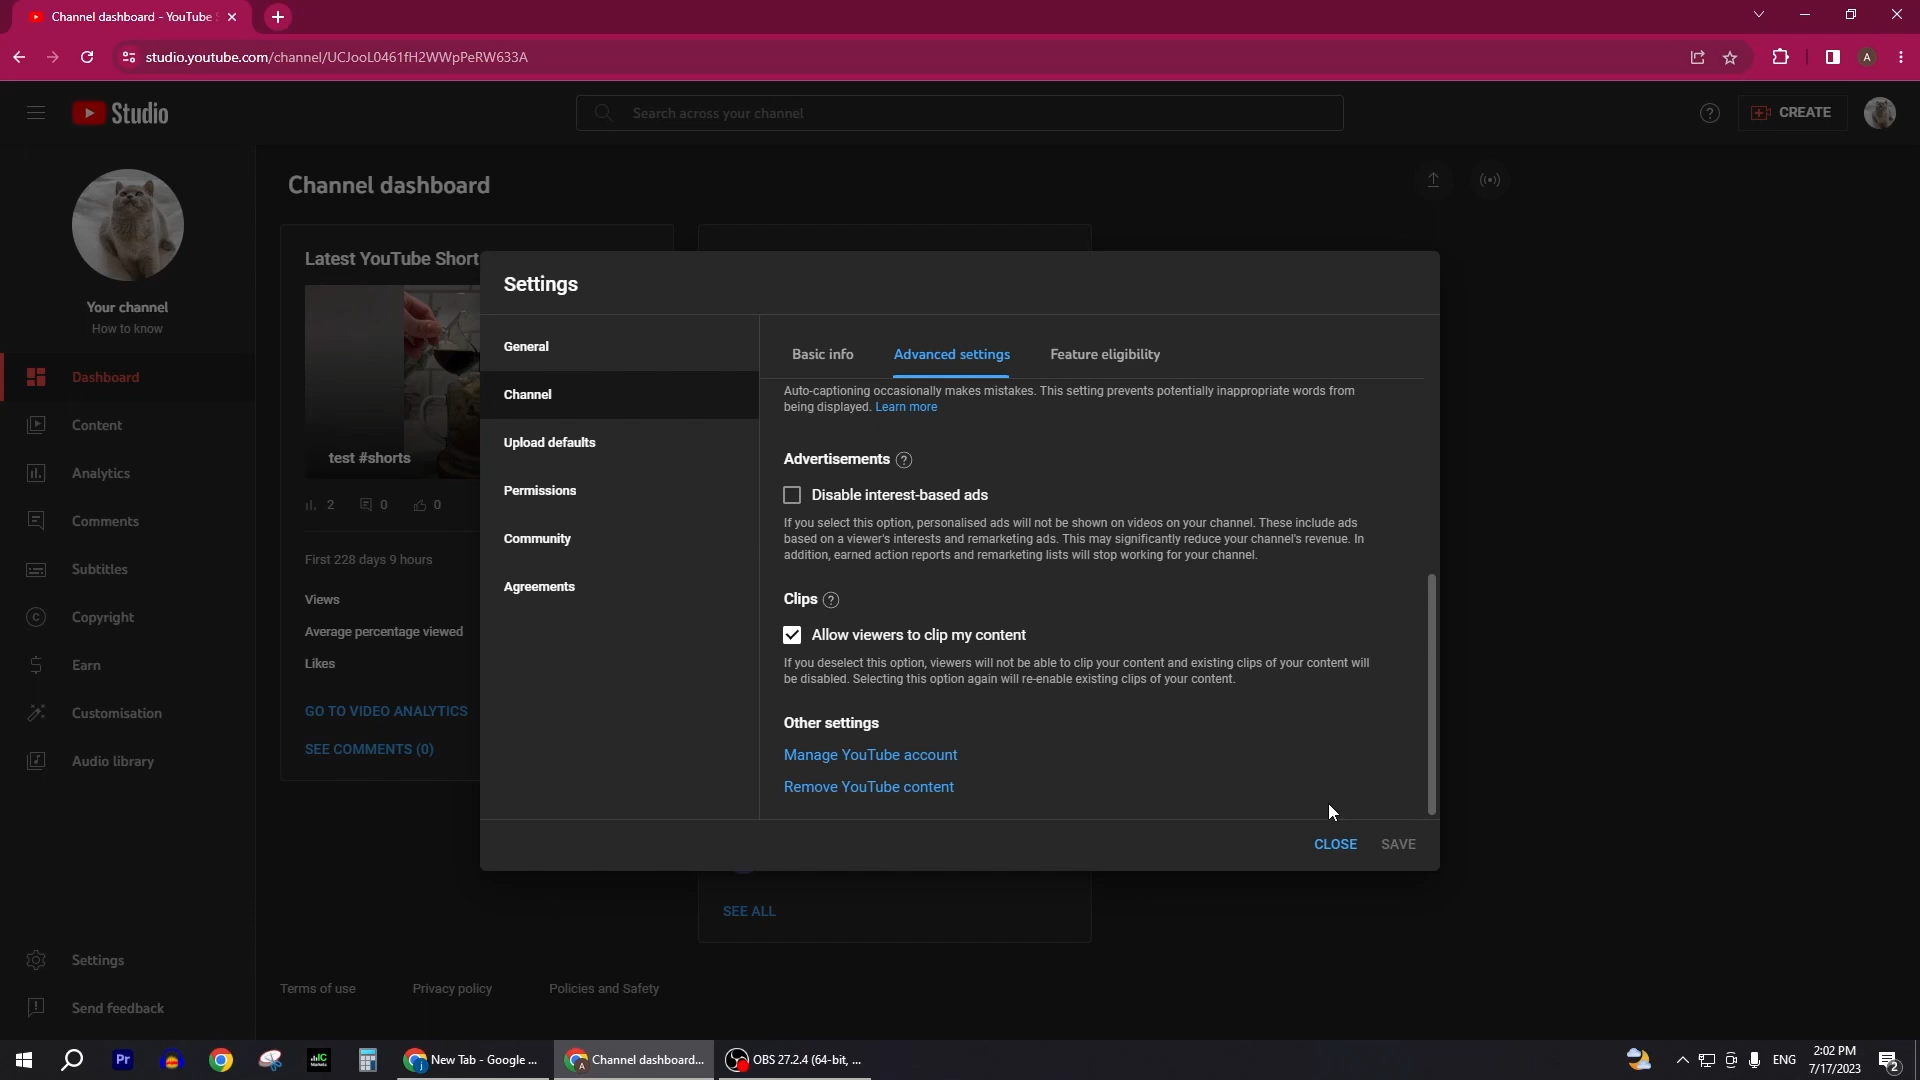 Channel dashboard - YouTube S
studio.youtube.com/channel/UCJooL0461fH2WWpPeRW633A
A
Studio
Search across your channel
CREATE
Your channel
How to know
Dashboard
Content
Analytics
Comments
Subtitles
Copyright
Earn
Customisation
Audio library
Settings
Send feedback
Channel dashboard
Latest YouTube Short
test #shorts
2 0 0
First 228 days 9 hours
Views
Average percentage viewed
Likes
GO TO VIDEO ANALYTICS
SEE COMMENTS (0)
SEE ALL
Terms of use Privacy policy Policies and Safety
Settings
General
Channel
Upload defaults
Permissions
Community
Agreements
Basic info Advanced settings Feature eligibility
Auto-captioning occasionally makes mistakes. This setting prevents potentially inappropriate words from
being displayed. Learn more
Advertisements ?
Disable interest-based ads
If you select this option, personalised ads will not be shown on videos on your channel. These include ads
based on a viewer's interests and remarketing ads. This may significantly reduce your channel's revenue. In
addition, earned action reports and remarketing lists will stop working for your channel.
Clips ?
Allow viewers to clip my content
If you deselect this option, viewers will not be able to clip your content and existing clips of your content will
be disabled. Selecting this option again will re-enable existing clips of your content.
Other settings
Manage YouTube account
Remove YouTube content
CLOSE SAVE
Pr
IC
Markets
New Tab - Google ...
Channel dashboard...
OBS 27.2.4 (64-bit, ...
ENG
2:02 PM
7/17/2023
2